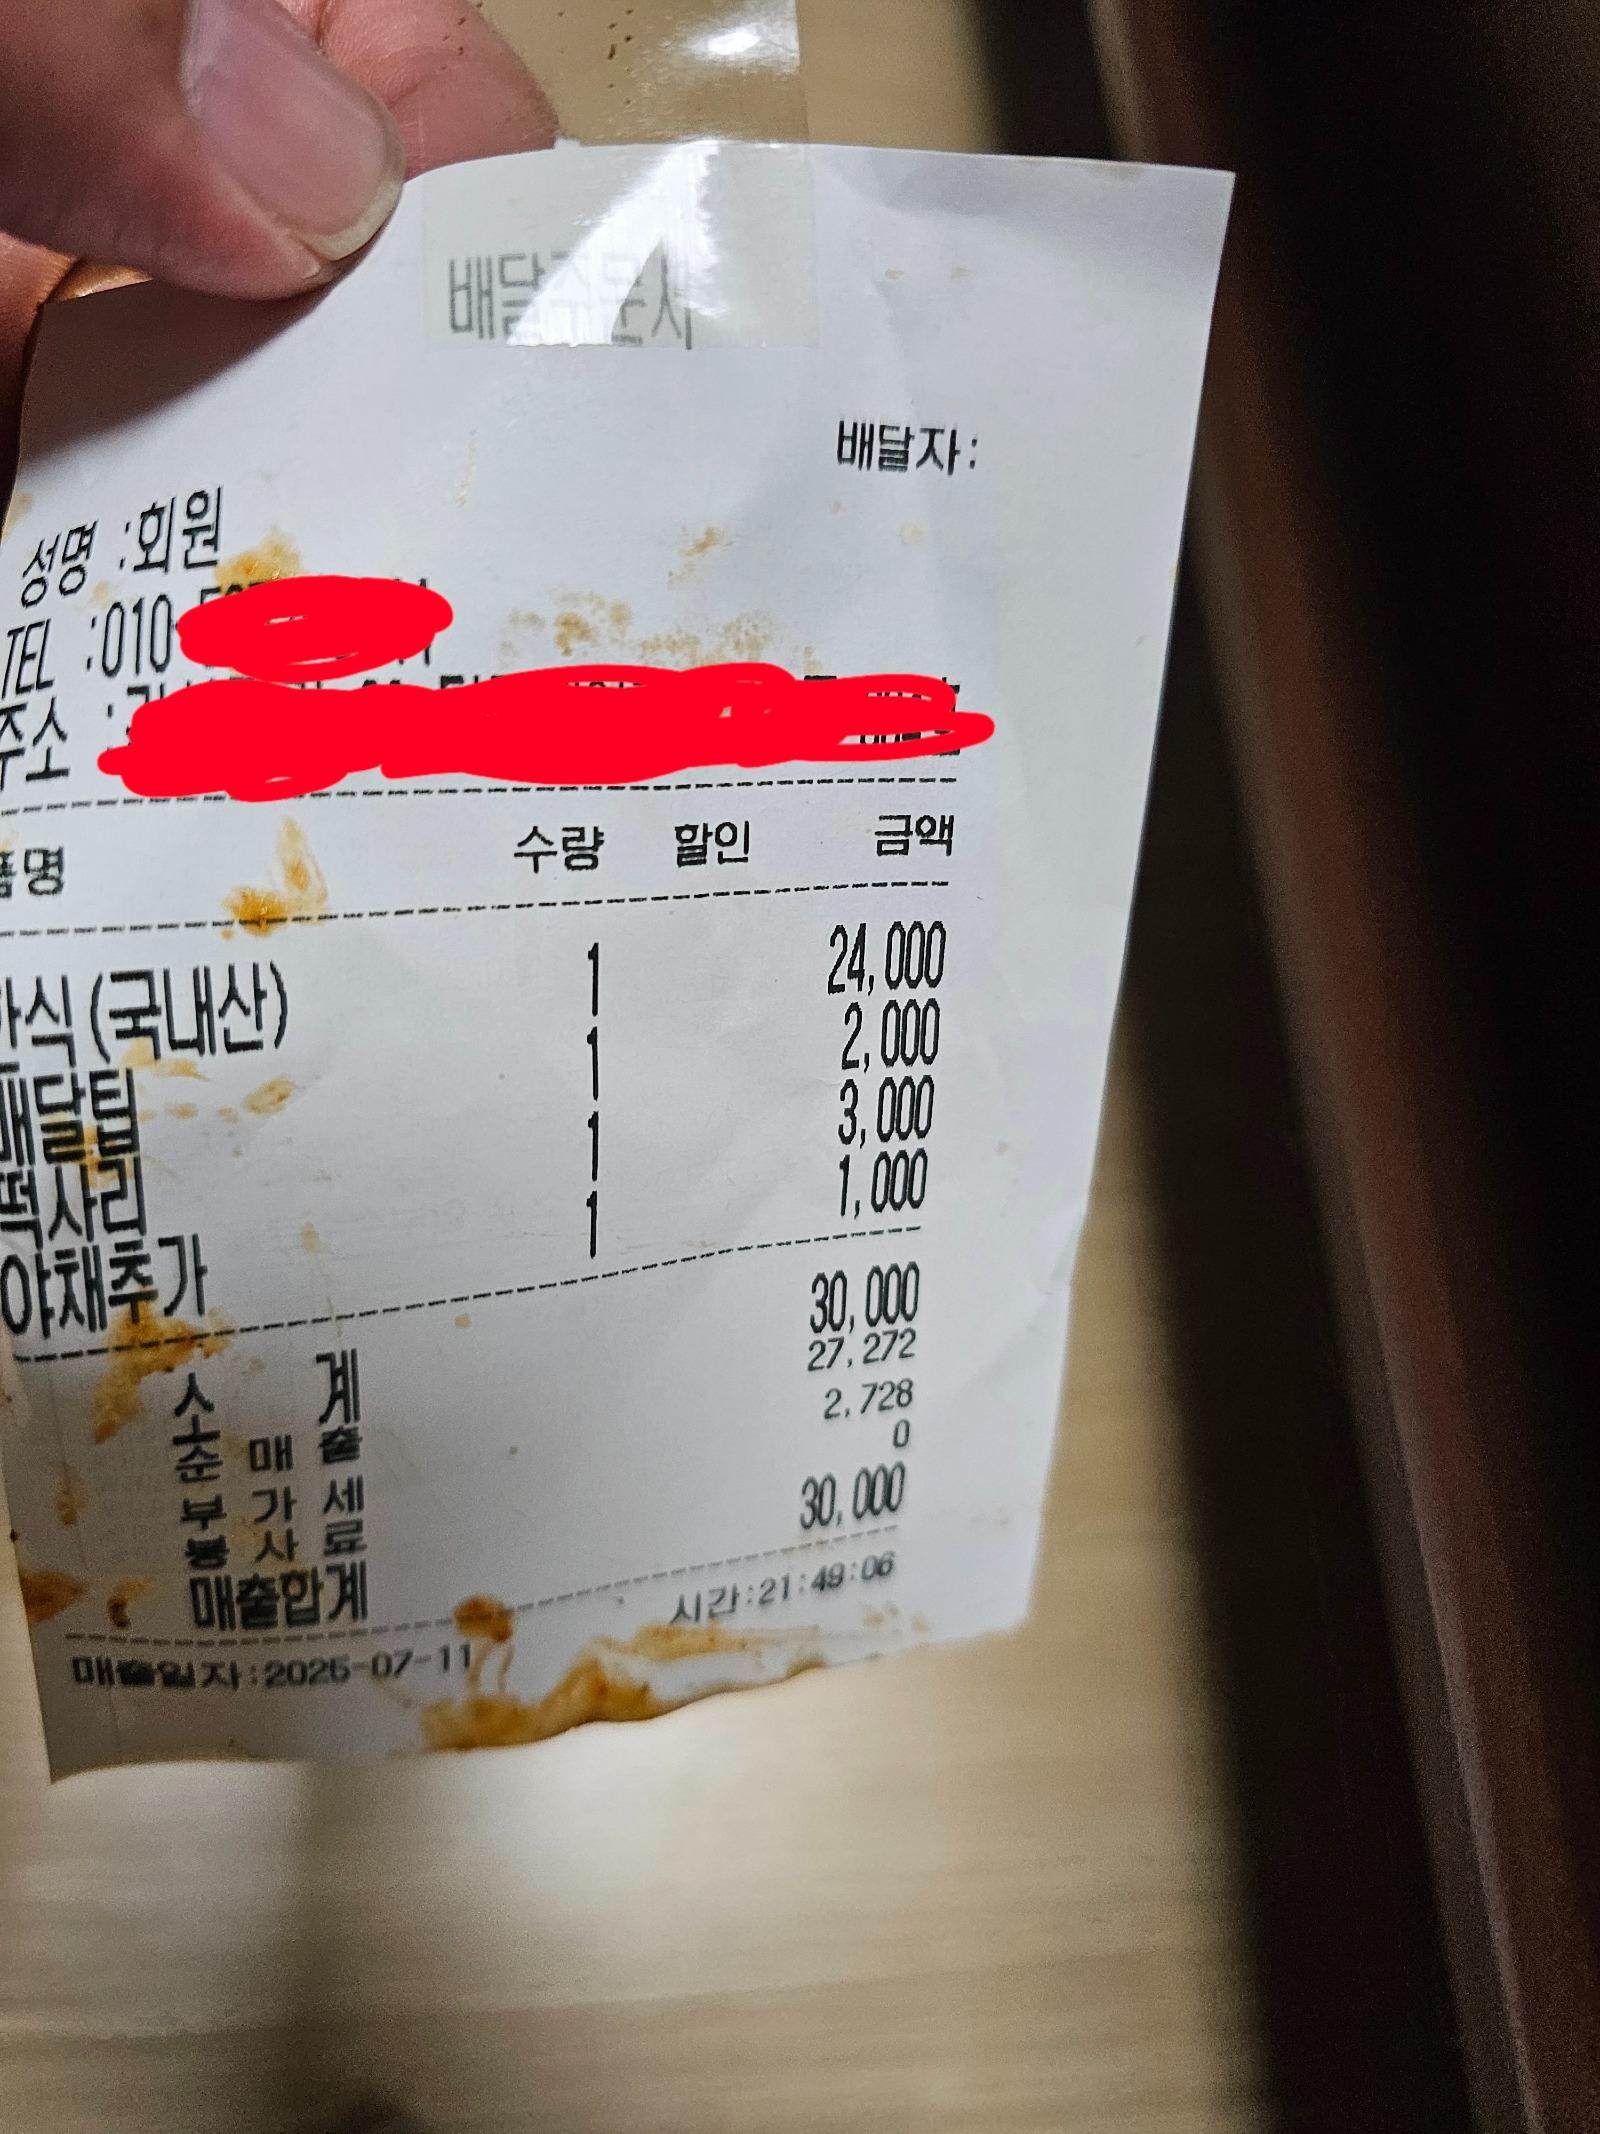 배달주문서
배달자:
성명 :회원
TEL :010
주소 :
품명 수량 할인 금액
식(국내산) 1 24,000
배달팁 1 2,000
떡사리 1 3,000
야채추가 1 1,000
소 계 30,000
순 매 출 27,272
부 가 세 2,728
봉 사 료 0
매출합계 30,000
매출일자:2025-07-11 시간:21:49:06